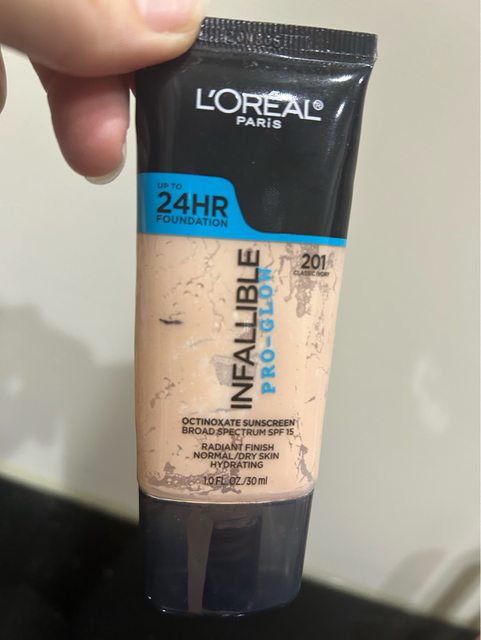 L'ORÉAL
PARiS
UP TO
24HR
FOUNDATION
201
CLASSIC IVORY
INFALLIBLE
PRO-GLOW
OCTINOXATE SUNSCREEN
BROAD SPECTRUM SPF 15
RADIANT FINISH
NORMAL/DRY SKIN
HYDRATING
1.0 FL. OZ./30 ml